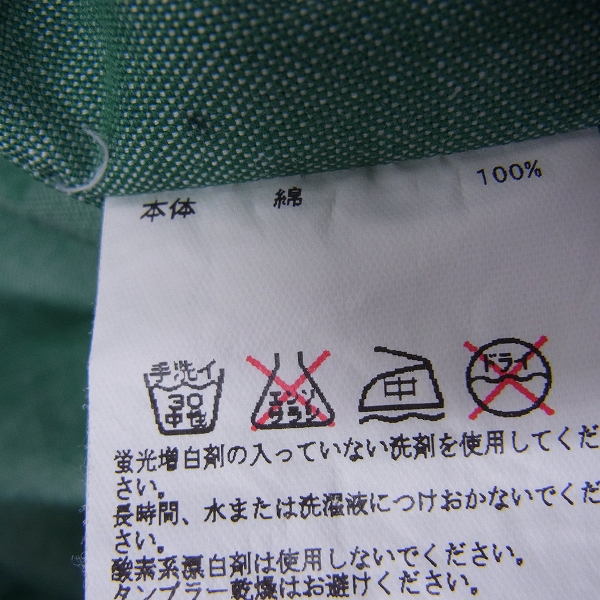 本体 綿 100%
手洗イ
30
中性
エンソ
サラシ
中
ドライ
蛍光増白剤の入っていない洗剤を使用してくだ
さい。
長時間、水または洗濯液につけおかないでくだ
さい。
酸素系漂白剤は使用しないでください。
タンブラー乾燥はお避けください。